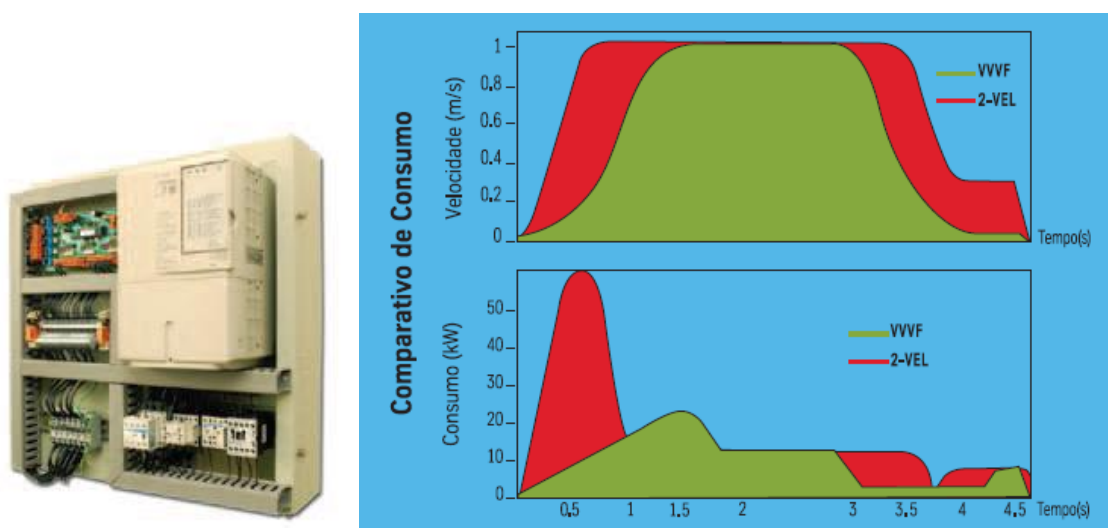 Comparativo de Consumo
Velocidade (m/s)
1
0.8
0.6
0.4
0.2
0
VVVF
2-VEL
Tempo(s)
Consumo (kW)
50
40
30
20
10
0
VVVF
2-VEL
0.5 1 1.5 2 3 3.5 4 4.5 Tempo(s)